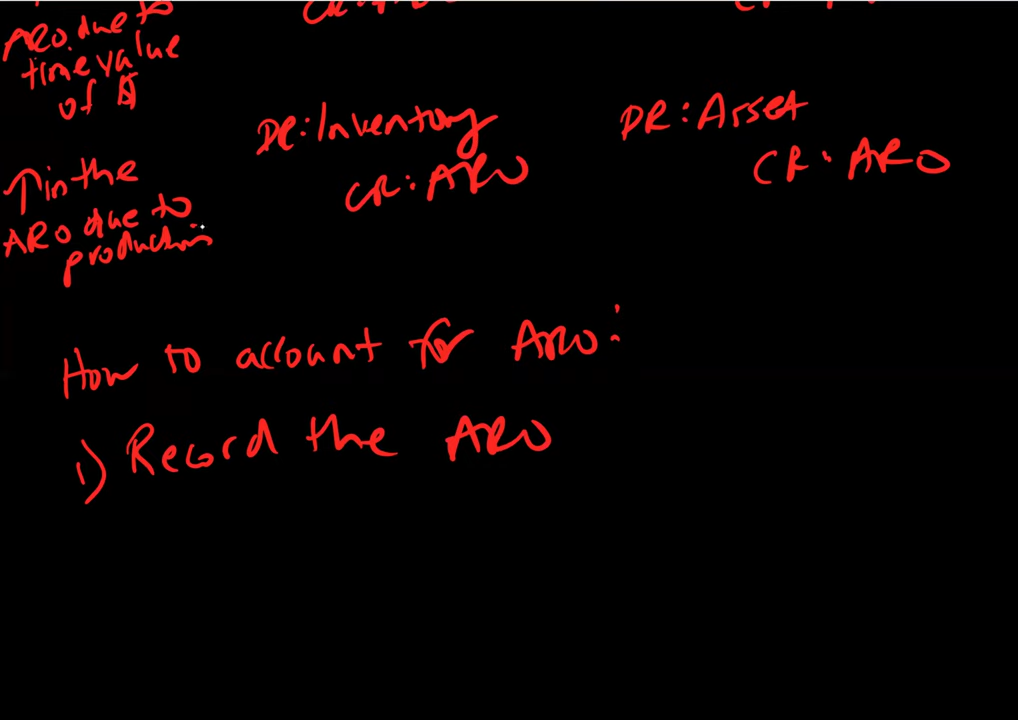 ARO due to
time value
of $
DR: Inventory
CR: ARO
DR: Asset
CR: ARO
↑ in the
ARO due to
production
How to account for ARO:
1) Record the ARO